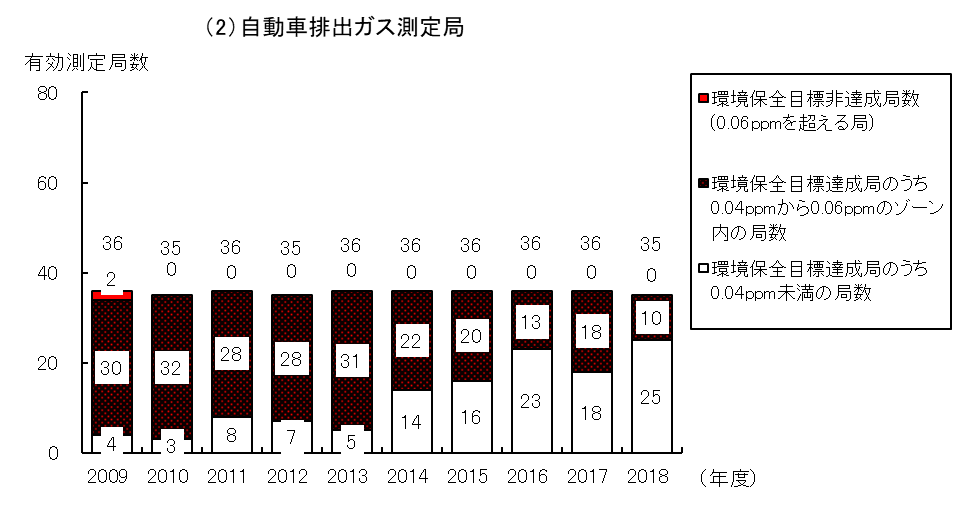 (2)自動車排出ガス測定局
有効測定局数
80
60
40
20
0
36 35 36 35 36 36 36 36 36 35
2 0 0 0 0 0 0 0 0 0
30 32 28 28 31 22 20 13 18 10
4 3 8 7 5 14 16 23 18 25
2009 2010 2011 2012 2013 2014 2015 2016 2017 2018 (年度)
環境保全目標非達成局数
(0.06ppmを超える局)
環境保全目標達成局のうち
0.04ppmから0.06ppmのゾーン
内の局数
環境保全目標達成局のうち
0.04ppm未満の局数